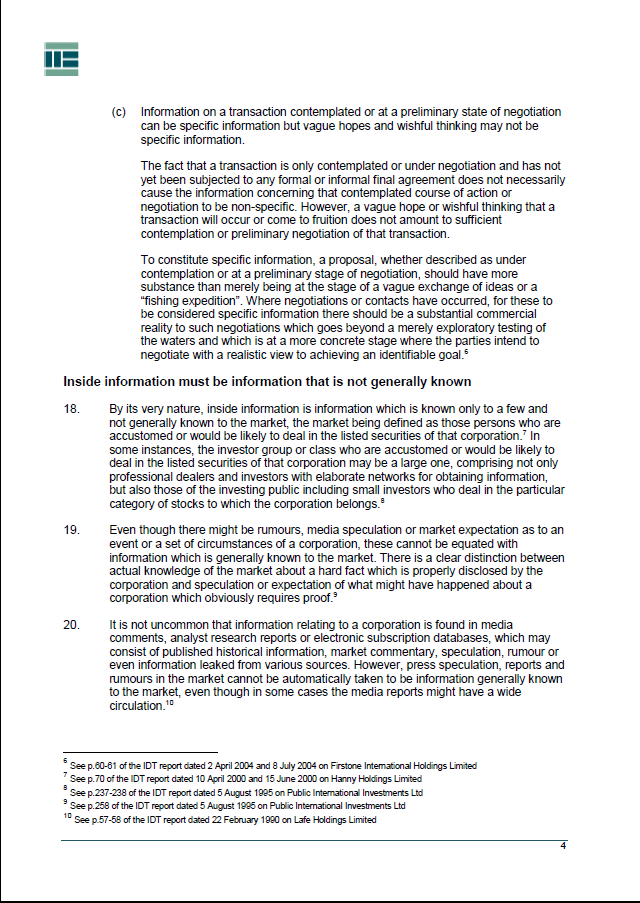 (c) Information on a transaction contemplated or at a preliminary state of negotiation
can be specific information but vague hopes and wishful thinking may not be
specific information.
The fact that a transaction is only contemplated or under negotiation and has not
yet been subjected to any formal or informal final agreement does not necessarily
cause the information concerning that contemplated course of action or
negotiation to be non-specific. However, a vague hope or wishful thinking that a
transaction will occur or come to fruition does not amount to sufficient
contemplation or preliminary negotiation of that transaction.
To constitute specific information, a proposal, whether described as under
contemplation or at a preliminary stage of negotiation, should have more
substance than merely being at the stage of a vague exchange of ideas or a
“fishing expedition”. Where negotiations or contacts have occurred, for these to
be considered specific information there should be a substantial commercial
reality to such negotiations which goes beyond a merely exploratory testing of
the waters and which is at a more concrete stage where the parties intend to
negotiate with a realistic view to achieving an identifiable goal.6
Inside information must be information that is not generally known
18. By its very nature, inside information is information which is known only to a few and
not generally known to the market, the market being defined as those persons who are
accustomed or would be likely to deal in the listed securities of that corporation.7 In
some instances, the investor group or class who are accustomed or would be likely to
deal in the listed securities of that corporation may be a large one, comprising not only
professional dealers and investors with elaborate networks for obtaining information,
but also those of the investing public including small investors who deal in the particular
category of stocks to which the corporation belongs.8
19. Even though there might be rumours, media speculation or market expectation as to an
event or a set of circumstances of a corporation, these cannot be equated with
information which is generally known to the market. There is a clear distinction between
actual knowledge of the market about a hard fact which is properly disclosed by the
corporation and speculation or expectation of what might have happened about a
corporation which obviously requires proof.9
20. It is not uncommon that information relating to a corporation is found in media
comments, analyst research reports or electronic subscription databases, which may
consist of published historical information, market commentary, speculation, rumour or
even information leaked from various sources. However, press speculation, reports and
rumours in the market cannot be automatically taken to be information generally known
to the market, even though in some cases the media reports might have a wide
circulation.10
6 See p.60-61 of the IDT report dated 2 April 2004 and 8 July 2004 on Firstone International Holdings Limited
7 See p.70 of the IDT report dated 10 April 2000 and 15 June 2000 on Hanny Holdings Limited
8 See p.237-238 of the IDT report dated 5 August 1995 on Public International Investments Ltd
9 See p.258 of the IDT report dated 5 August 1995 on Public International Investments Ltd
10 See p.57-58 of the IDT report dated 22 February 1990 on Lafe Holdings Limited
4